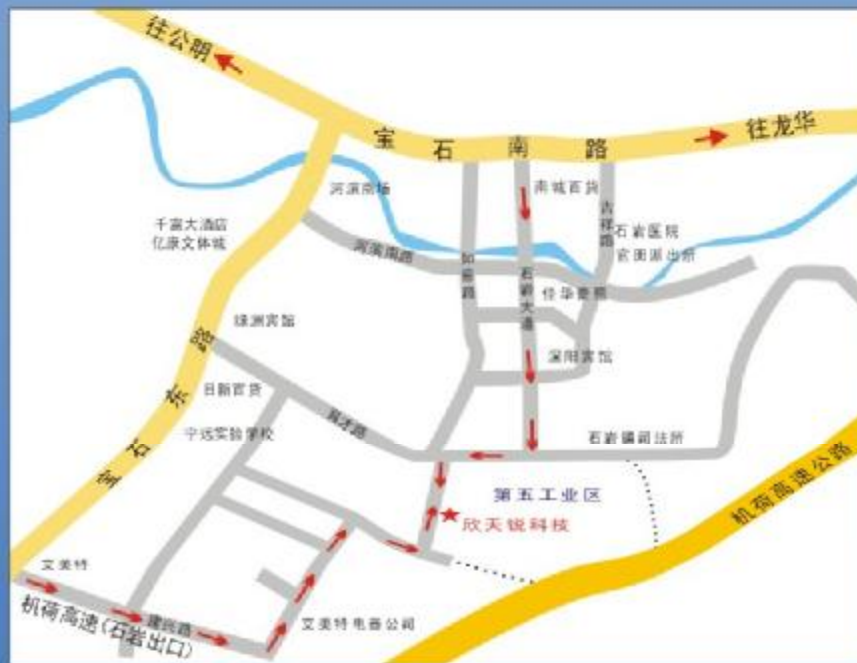 往公明
宝石南路
往龙华
河滨南场
南城百货
吉祥路
石岩医院
官田派出所
千富大酒店
亿康文体城
河滨南路
如意路
石岩大道
佳华豪苑
绿洲宾馆
深阳宾馆
宝石东路
日新百货
宁远实验学校
育才路
石岩镇司法所
第五工业区
欣天锐科技
机荷高速公路
艾美特
机荷高速(石岩出口)
建兴路
艾美特电器公司